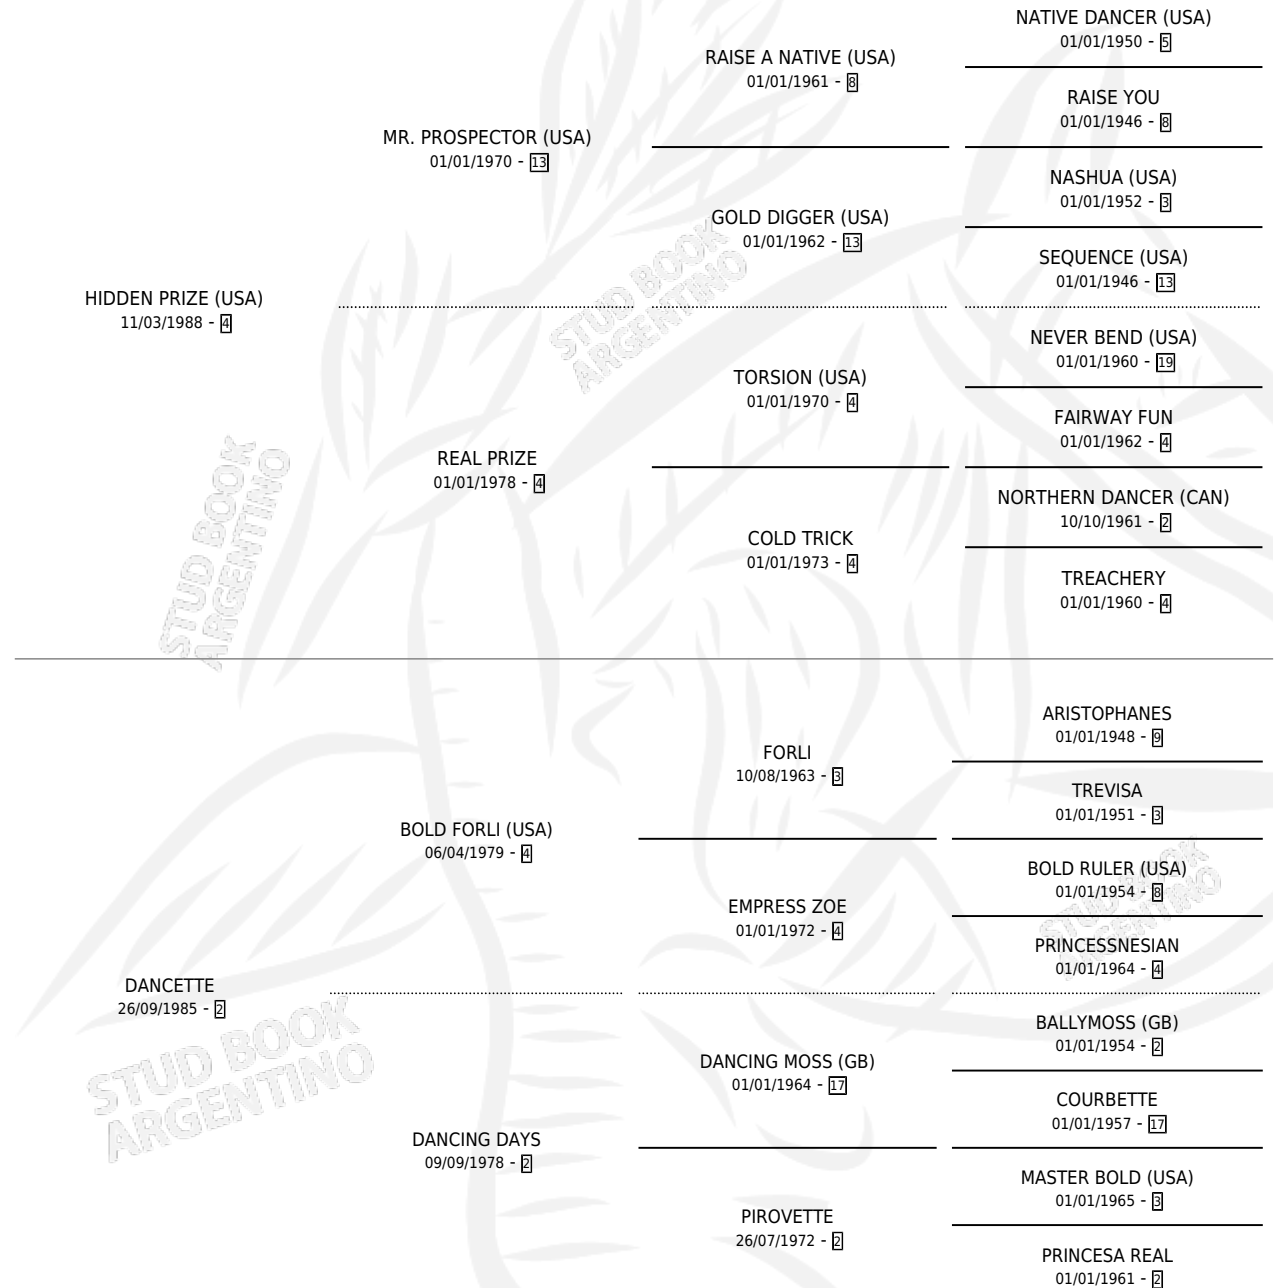 NATIVE DANCER (USA)
01/01/1950 - 5
RAISE A NATIVE (USA)
01/01/1961 - 8
RAISE YOU
01/01/1946 - 8
MR. PROSPECTOR (USA)
01/01/1970 - 13
NASHUA (USA)
01/01/1952 - 3
GOLD DIGGER (USA)
01/01/1962 - 13
SEQUENCE (USA)
01/01/1946 - 13
HIDDEN PRIZE (USA)
11/03/1988 - 4
STUD BOOK
ARGENTINO
NEVER BEND (USA)
01/01/1960 - 19
TORSION (USA)
01/01/1970 - 4
FAIRWAY FUN
01/01/1962 - 4
REAL PRIZE
01/01/1978 - 4
NORTHERN DANCER (CAN)
10/10/1961 - 2
COLD TRICK
01/01/1973 - 4
TREACHERY
01/01/1960 - 4
STUD BOOK
ARGENTINO
ARISTOPHANES
01/01/1948 - 9
FORLI
10/08/1963 - 3
TREVISA
01/01/1951 - 3
BOLD FORLI (USA)
06/04/1979 - 4
BOLD RULER (USA)
01/01/1954 - 8
EMPRESS ZOE
01/01/1972 - 4
STUD BOOK
ARGENTINO
PRINCESSNESIAN
01/01/1964 - 4
DANCETTE
26/09/1985 - 2
BALLYMOSS (GB)
01/01/1954 - 2
DANCING MOSS (GB)
01/01/1964 - 17
COURBETTE
01/01/1957 - 17
STUD BOOK
ARGENTINO
DANCING DAYS
09/09/1978 - 2
MASTER BOLD (USA)
01/01/1965 - 3
PIROVETTE
26/07/1972 - 2
PRINCESA REAL
01/01/1961 - 2